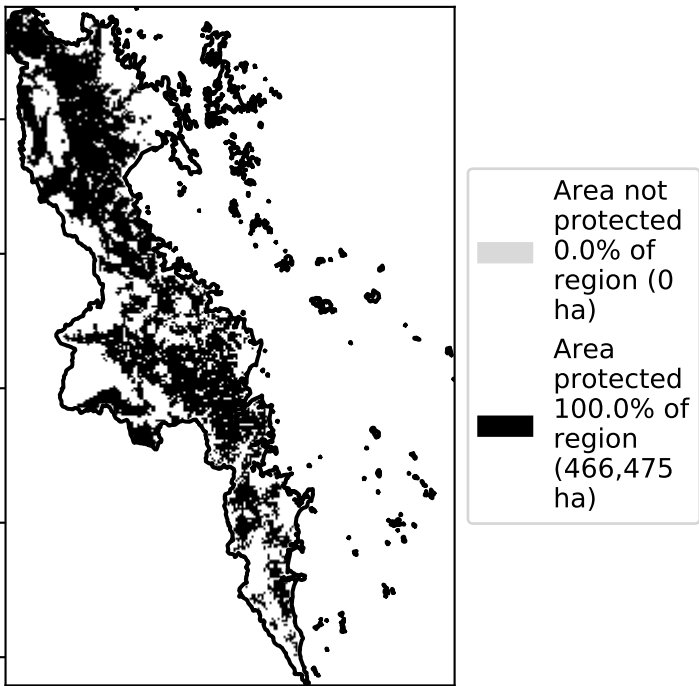 Area not
protected
0.0% of
region (0
ha)
Area
protected
100.0% of
region
(466,475
ha)